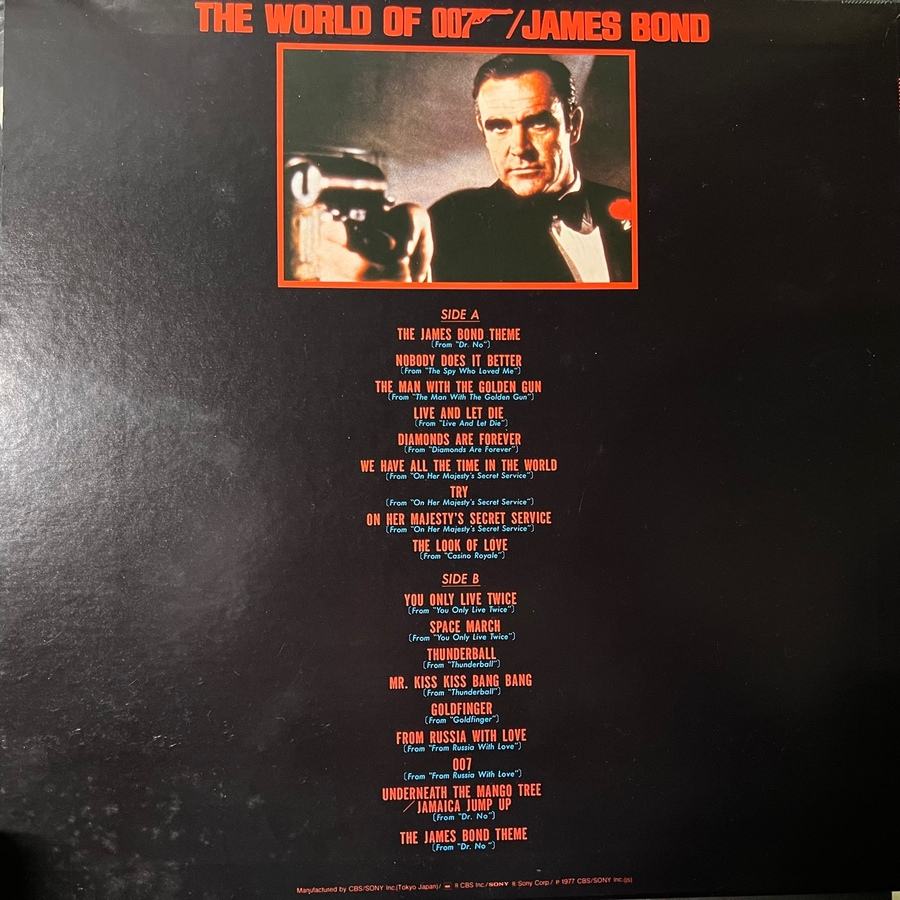 THE WORLD OF 007 /JAMES BOND
SIDE A
THE JAMES BOND THEME
(From "Dr. No")
NOBODY DOES IT BETTER
(From "The Spy Who Loved Me")
THE MAN WITH THE GOLDEN GUN
(From "The Man With The Golden Gun")
LIVE AND LET DIE
(From "Live And Let Die")
DIAMONDS ARE FOREVER
(From "Diamonds Are Forever")
WE HAVE ALL THE TIME IN THE WORLD
(From "On Her Majesty's Secret Service")
TRY
(From "On Her Majesty's Secret Service")
ON HER MAJESTY'S SECRET SERVICE
(From "On Her Majesty's Secret Service")
THE LOOK OF LOVE
(From "Casino Royale")
SIDE B
YOU ONLY LIVE TWICE
(From "You Only Live Twice")
SPACE MARCH
(From "You Only Live Twice")
THUNDERBALL
(From "Thunderball")
MR. KISS KISS BANG BANG
(From "Thunderball")
GOLDFINGER
(From "Goldfinger")
FROM RUSSIA WITH LOVE
(From "From Russia With Love")
007
(From "From Russia With Love")
UNDERNEATH THE MANGO TREE
/JAMAICA JUMP UP
(From "Dr. No")
THE JAMES BOND THEME
(From "Dr. No ")
Manufactured by CBS/SONY Inc.(Tokyo Japan)/ CBS Inc./SONY Sony Corp./ ℗ 1977 CBS/SONY Inc.